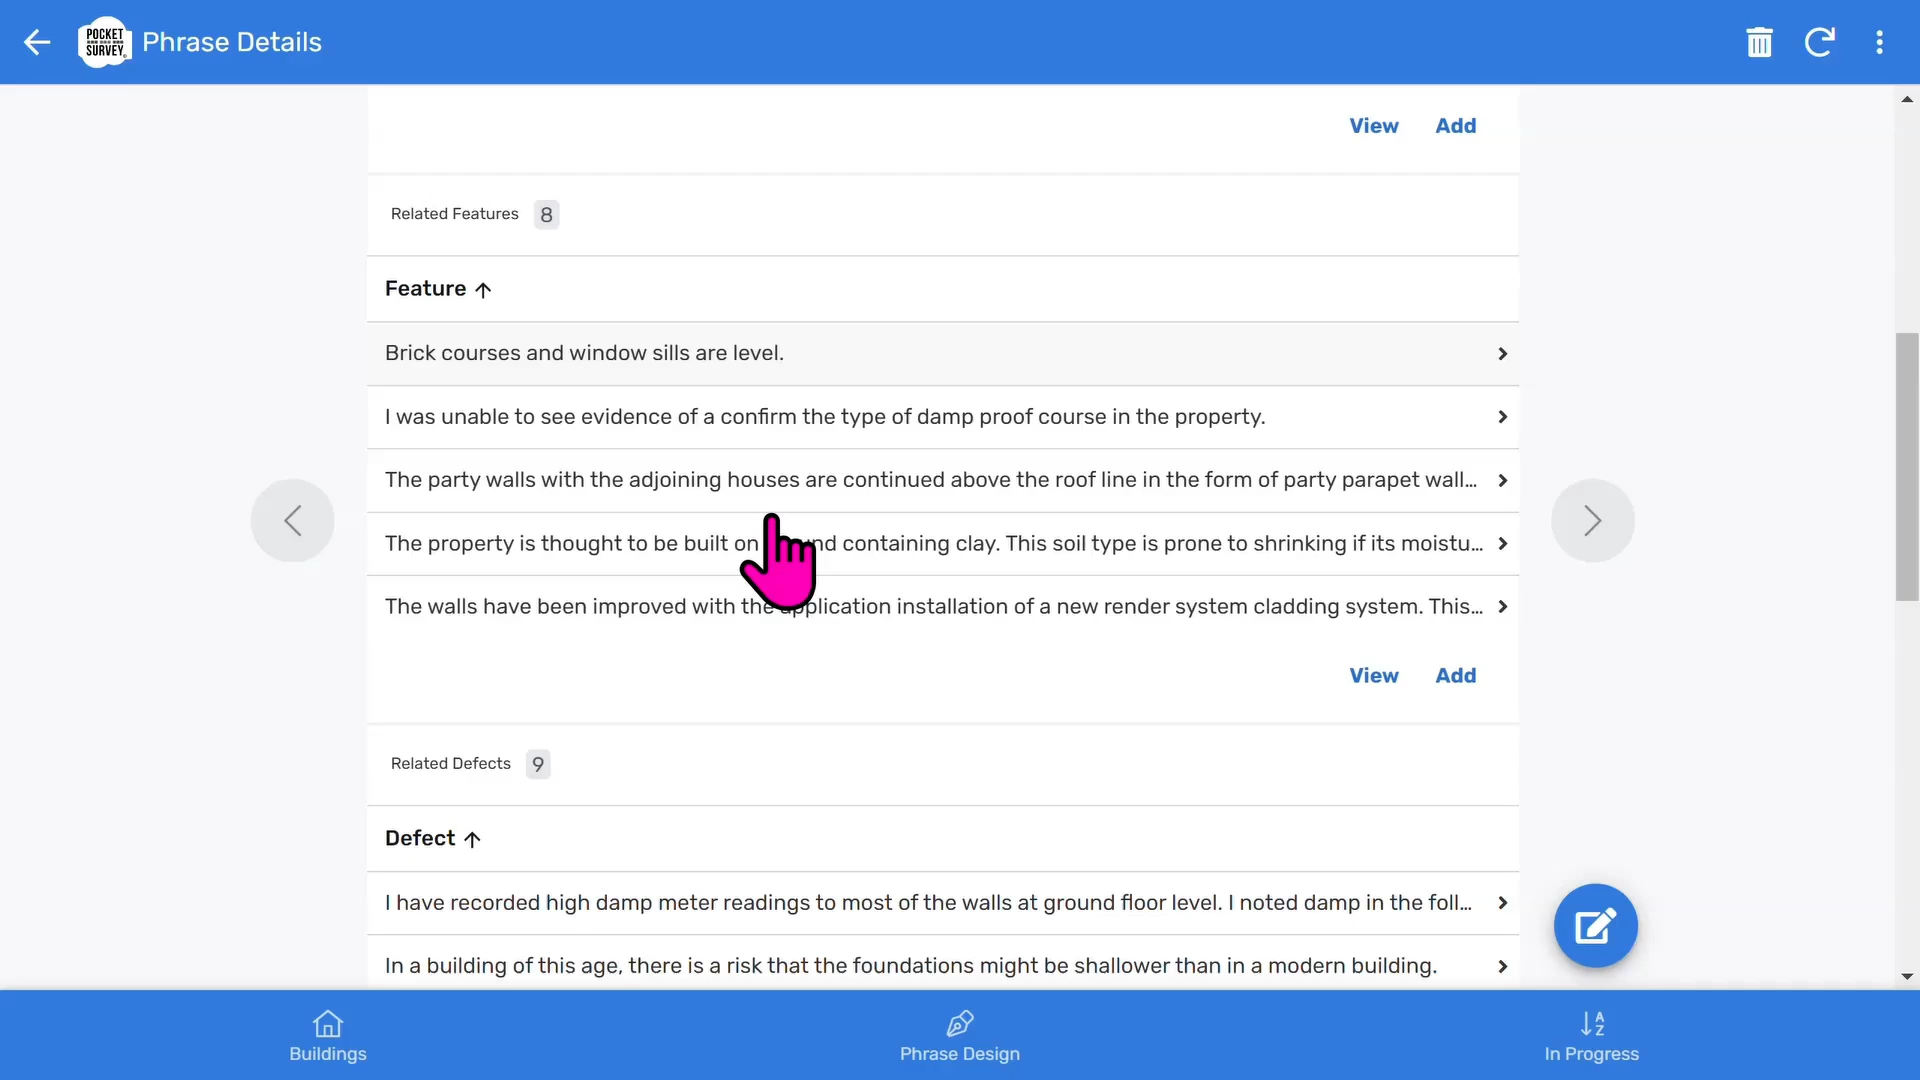 POCKET
SURVEY
Phrase Details
View Add
Related Features 8
Feature
Brick courses and window sills are level.
I was unable to see evidence of a confirm the type of damp proof course in the property.
The party walls with the adjoining houses are continued above the roof line in the form of party parapet wall...
The property is thought to be built on containing clay. This soil type is prone to shrinking if its moistu...
The walls have been improved with the application installation of a new render system cladding system. This...
View Add
Related Defects 9
Defect
I have recorded high damp meter readings to most of the walls at ground floor level. I noted damp in the foll...
In a building of this age, there is a risk that the foundations might be shallower than in a modern building.
Buildings
Phrase Design
A
Z
In Progress